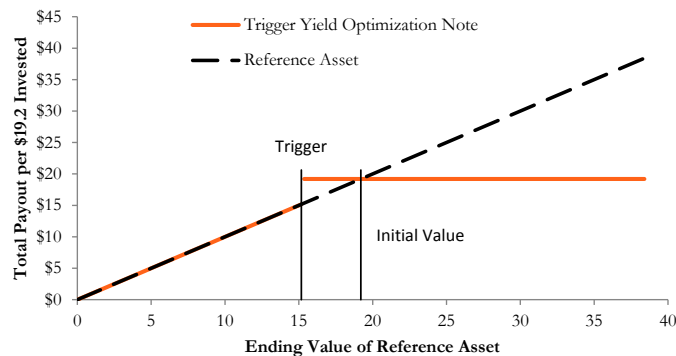 Trigger Yield Optimization Note
Reference Asset
Total Payout per $19.2 Invested
$45
$40
$35
$30
$25
$20
$15
$10
$5
$0
Trigger
Initial Value
0 5 10 15 20 25 30 35 40
Ending Value of Reference Asset